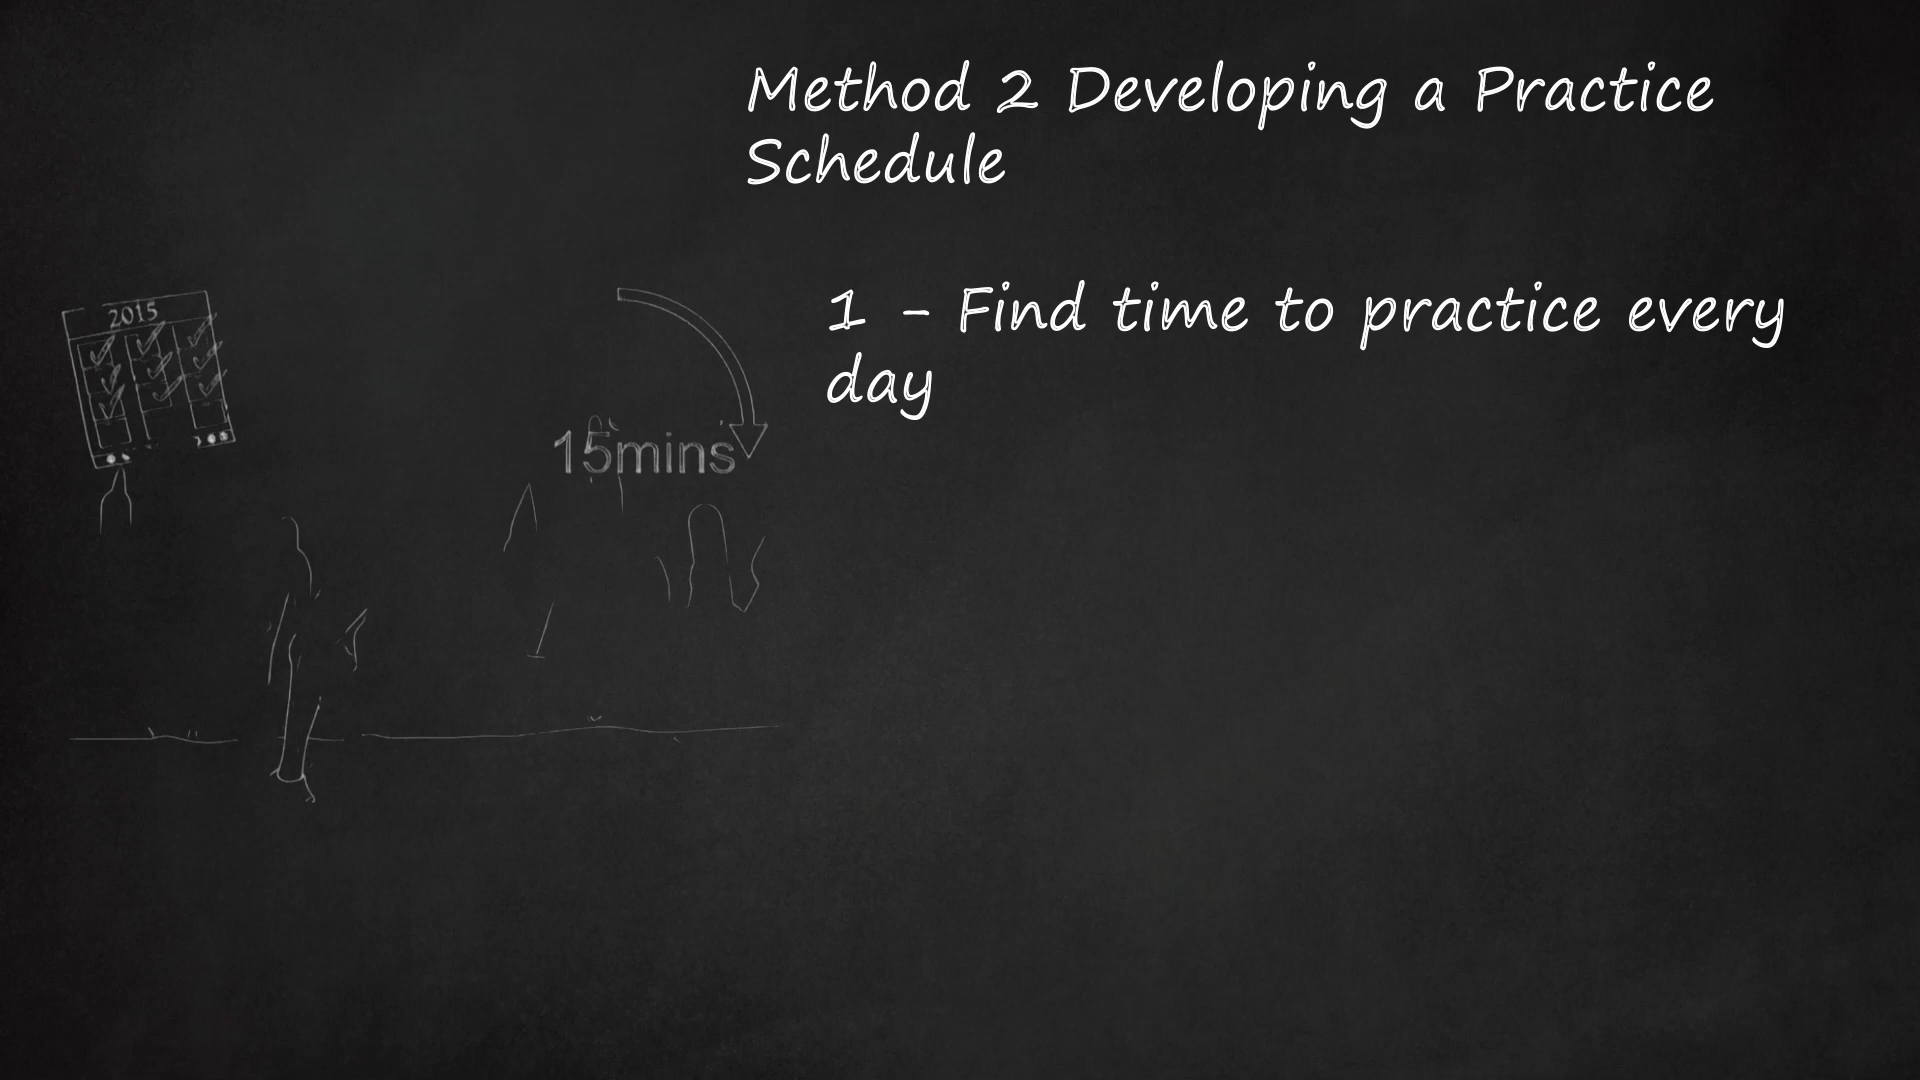 Method 2 Developing a Practice
Schedule
2015
1 - Find time to practice every
day
15mins